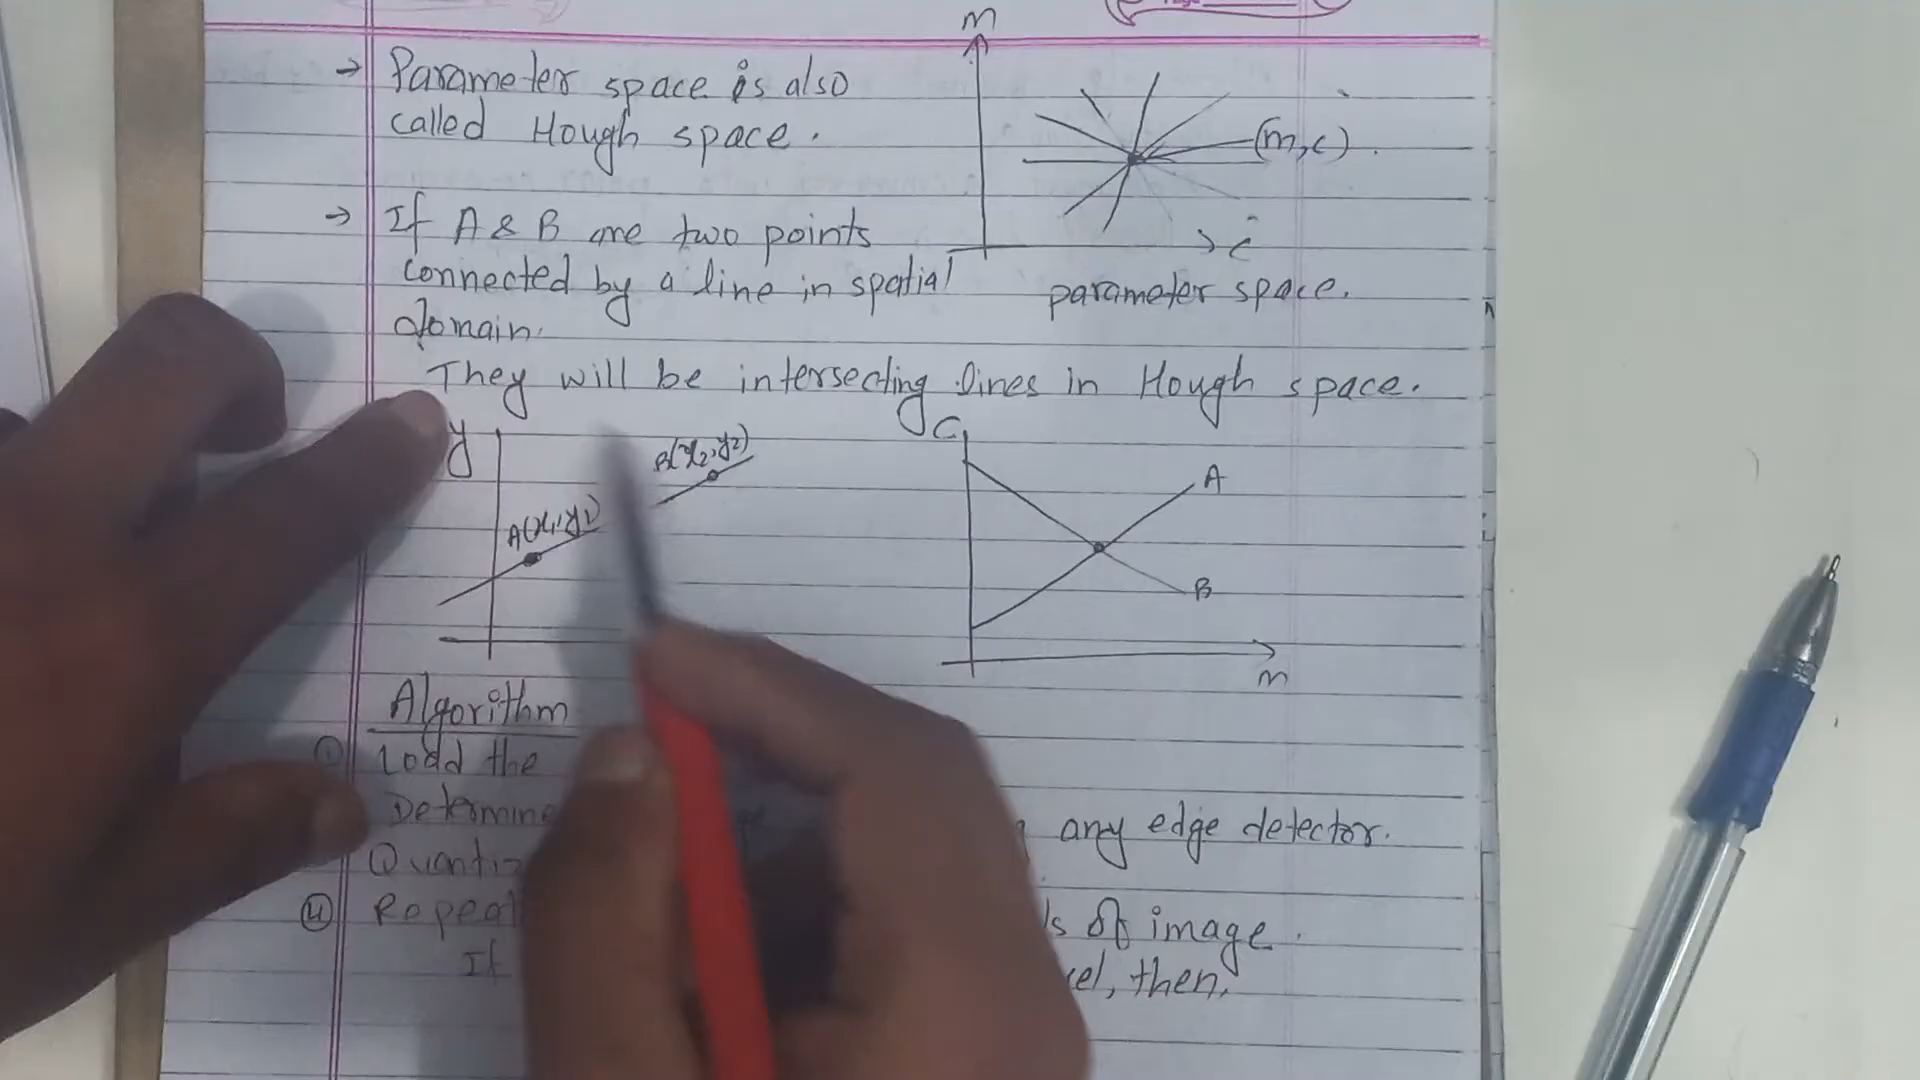 m
→ Parameter space is also
called Hough space.
(m,c)
→ If A & B are two points
c
connected by a line in spatial
parameter space.
domain.
They will be intersecting lines in Hough space.
y
B(x2,y2)
A(x1,y1)
C
A
B
m
Algorithm
① Load the
Determine any edge detector.
④ Repeat of image.
If then,